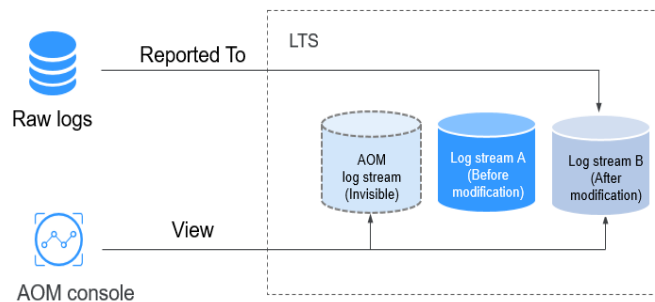 LTS
Reported To
Raw logs
AOM
log stream
(Invisible)
Log stream A
(Before
modification)
Log stream B
(After
modification)
View
AOM console